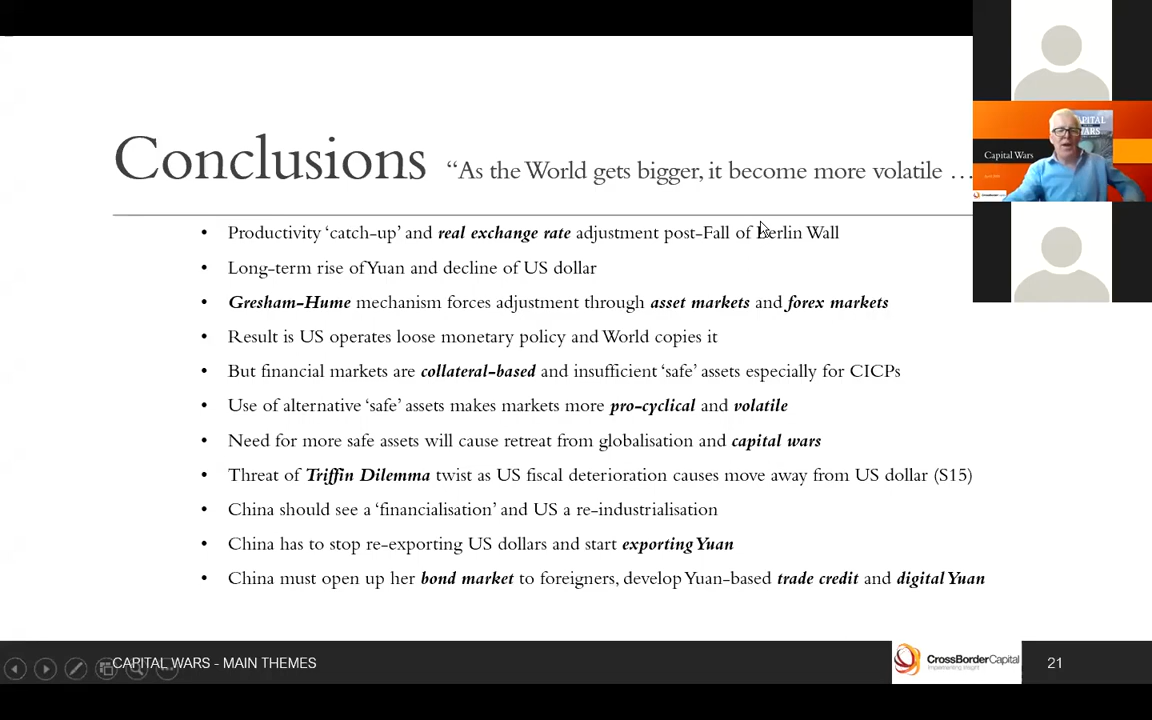 Conclusions "As the World gets bigger, it become more volatile …
• Productivity 'catch-up' and real exchange rate adjustment post-Fall of Berlin Wall
• Long-term rise of Yuan and decline of US dollar
• Gresham-Hume mechanism forces adjustment through asset markets and forex markets
• Result is US operates loose monetary policy and World copies it
• But financial markets are collateral-based and insufficient 'safe' assets especially for CICPs
• Use of alternative 'safe' assets makes markets more pro-cyclical and volatile
• Need for more safe assets will cause retreat from globalisation and capital wars
• Threat of Triffin Dilemma twist as US fiscal deterioration causes move away from US dollar (S15)
• China should see a 'financialisation' and US a re-industrialisation
• China has to stop re-exporting US dollars and start exporting Yuan
• China must open up her bond market to foreigners, develop Yuan-based trade credit and digital Yuan
CAPITAL
WARS
Capital Wars
CAPITAL WARS - MAIN THEMES
CrossBorderCapital
Implementing Insight
21